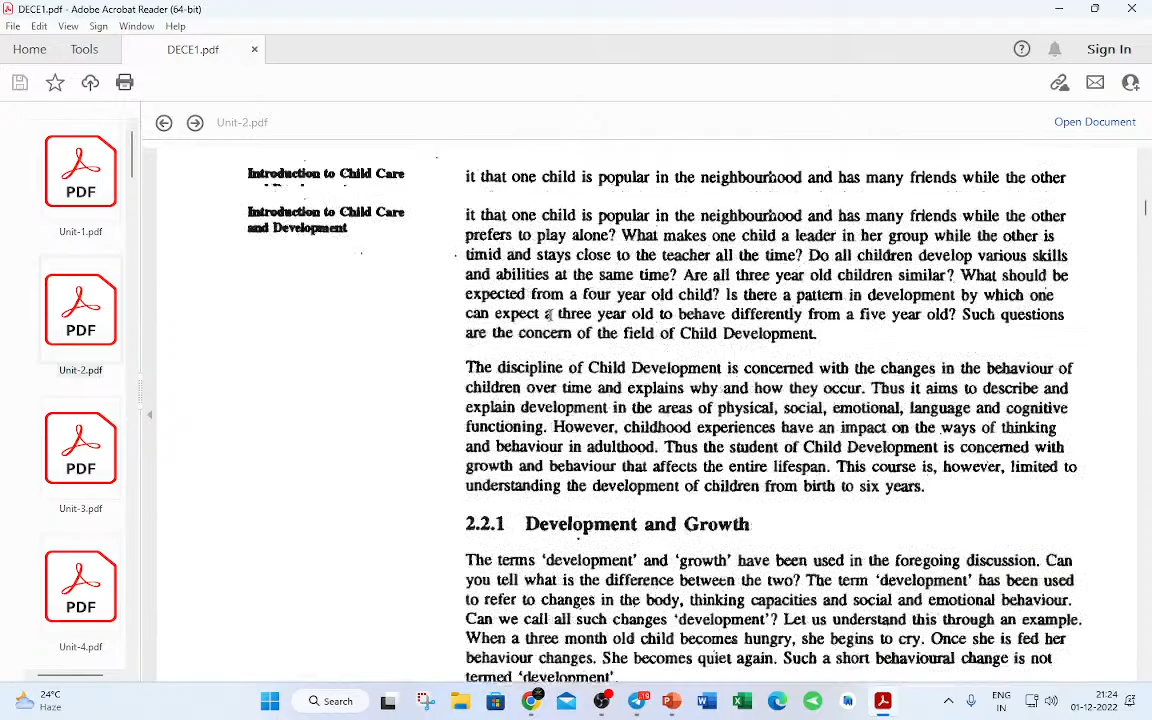 DECE1.pdf - Adobe Acrobat Reader (64-bit)
File Edit View Sign Window Help
Home Tools DECE1.pdf Sign In
Unit-2.pdf Open Document
PDF
Unit-1.pdf
PDF
Unit-2.pdf
PDF
Unit-3.pdf
PDF
Unit-4.pdf
Introduction to Child Care
Introduction to Child Care
and Development
it that one child is popular in the neighbourhood and has many friends while the other
it that one child is popular in the neighbourhood and has many friends while the other
prefers to play alone? What makes one child a leader in her group while the other is
timid and stays close to the teacher all the time? Do all children develop various skills
and abilities at the same time? Are all three year old children similar? What should be
expected from a four year old child? Is there a pattern in development by which one
can expect a three year old to behave differently from a five year old? Such questions
are the concern of the field of Child Development.
The discipline of Child Development is concerned with the changes in the behaviour of
children over time and explains why and how they occur. Thus it aims to describe and
explain development in the areas of physical, social, emotional, language and cognitive
functioning. However, childhood experiences have an impact on the ways of thinking
and behaviour in adulthood. Thus the student of Child Development is concerned with
growth and behaviour that affects the entire lifespan. This course is, however, limited to
understanding the development of children from birth to six years.
2.2.1 Development and Growth
The terms ‘development’ and ‘growth’ have been used in the foregoing discussion. Can
you tell what is the difference between the two? The term ‘development’ has been used
to refer to changes in the body, thinking capacities and social and emotional behaviour.
Can we call all such changes ‘development’? Let us understand this through an example.
When a three month old child becomes hungry, she begins to cry. Once she is fed her
behaviour changes. She becomes quiet again. Such a short behavioural change is not
termed ‘development’.
24°C
Haze
Search
19
ENG
IN
21:24
01-12-2022